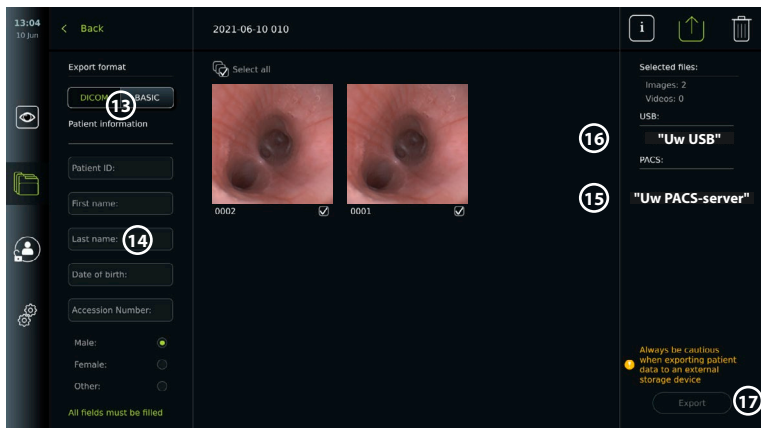 13:04
10 Jun
Back
2021-06-10 010
i
Export format
DICOM BASIC
13
Patient information
Patient ID:
First name:
Last name:
14
Date of birth:
Accession Number:
Male:
Female:
Other:
All fields must be filled
Select all
0002
0001
Selected files:
Images: 2
Videos: 0
USB:
16
"Uw USB"
PACS:
15
"Uw PACS-server"
Always be cautious
when exporting patient
data to an external
storage device
Export
17